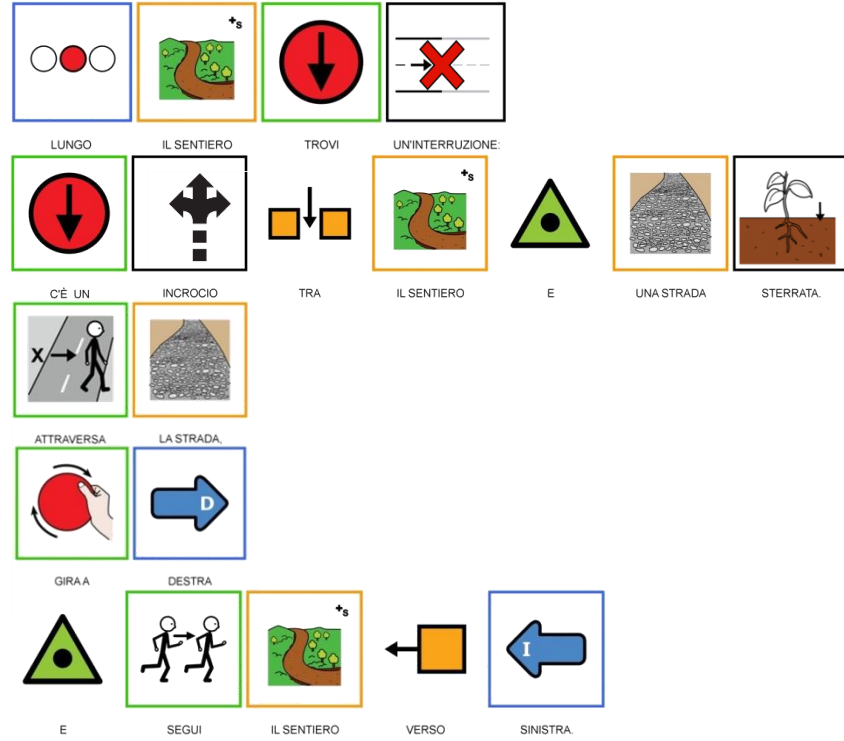 +s
LUNGO IL SENTIERO TROVI UN'INTERRUZIONE:
+s
C'È UN INCROCIO TRA IL SENTIERO E UNA STRADA STERRATA.
X
ATTRAVERSA LA STRADA,
D
GIRA A DESTRA
+s I
E SEGUI IL SENTIERO VERSO SINISTRA.